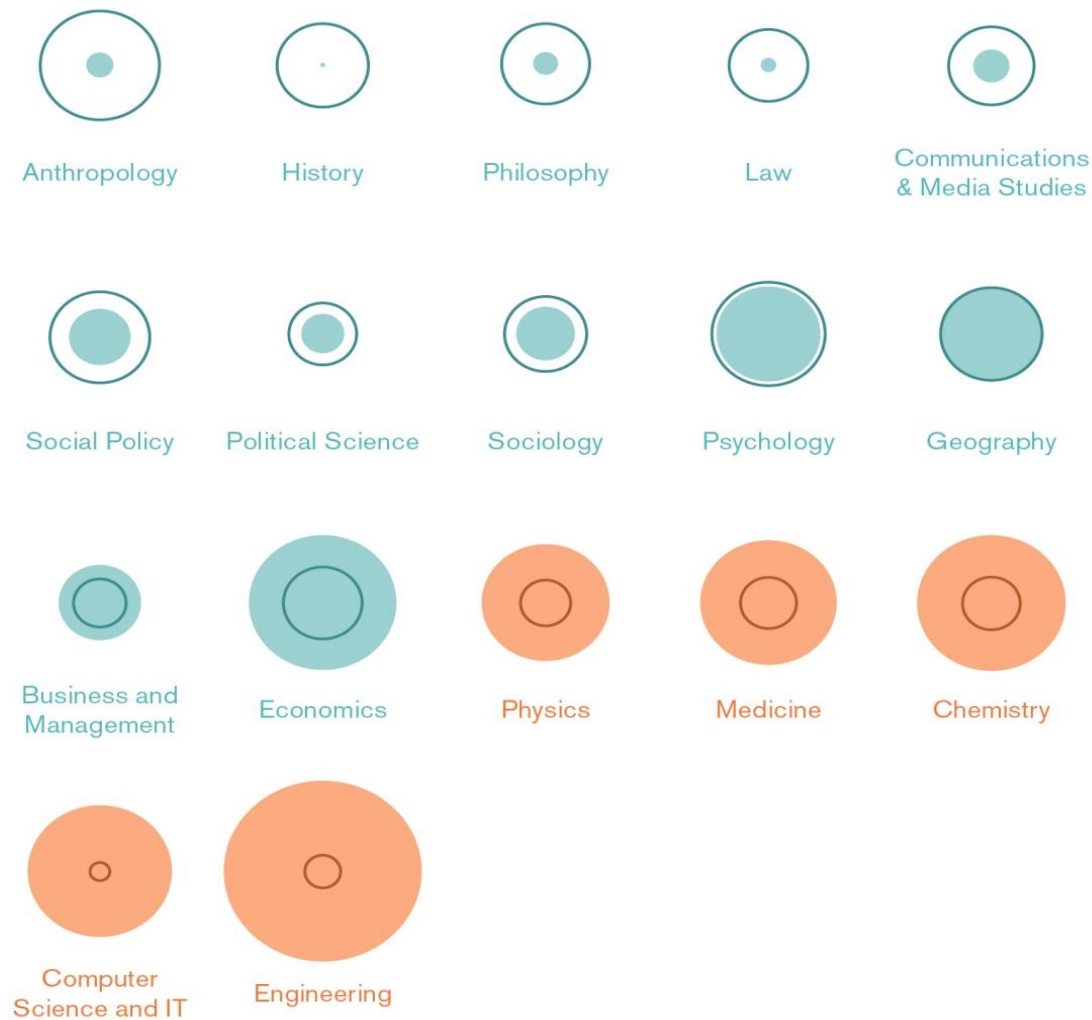 Anthropology
History
Philosophy
Law
Communications
& Media Studies
Social Policy
Political Science
Sociology
Psychology
Geography
Business and
Management
Economics
Physics
Medicine
Chemistry
Computer
Science and IT
Engineering